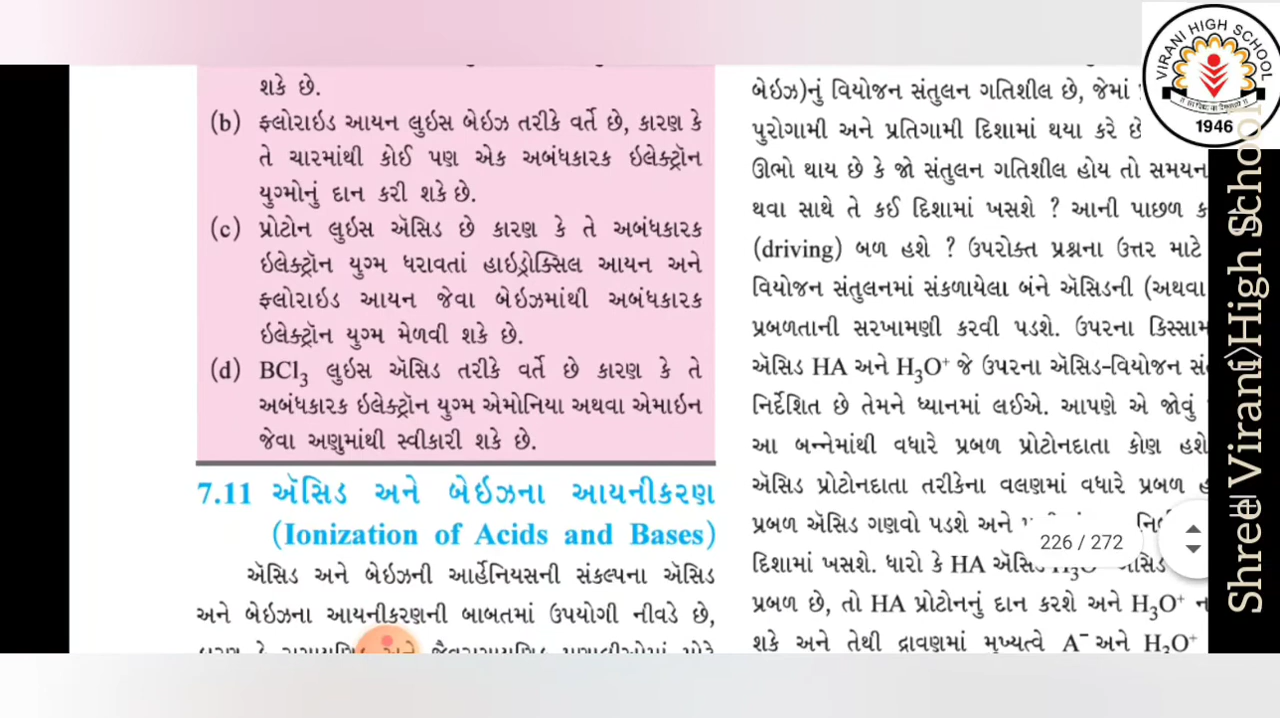 શકે છે.
(b) ફ્લોરાઇડ આયન લુઇસ બેઇઝ તરીકે વર્તે છે, કારણ કે
તે ચારમાંથી કોઈ પણ એક અબંધકારક ઇલેક્ટ્રૉન
યુગ્મોનું દાન કરી શકે છે.
(c) પ્રોટોન લુઇસ ઍસિડ છે કારણ કે તે અબંધકારક
ઇલેક્ટ્રૉન યુગ્મ ધરાવતાં હાઇડ્રોક્સિલ આયન અને
ફ્લોરાઇડ આયન જેવા બેઇઝમાંથી અબંધકારક
ઇલેક્ટ્રૉન યુગ્મ મેળવી શકે છે.
(d) BCl₃ લુઇસ ઍસિડ તરીકે વર્તે છે કારણ કે તે
અબંધકારક ઇલેક્ટ્રૉન યુગ્મ એમોનિયા અથવા એમાઇન
જેવા અણુમાંથી સ્વીકારી શકે છે.
7.11 ઍસિડ અને બેઇઝના આયનીકરણ
(Ionization of Acids and Bases)
ઍસિડ અને બેઇઝની આર્હેનિયસની સંકલ્પના ઍસિડ
અને બેઇઝના આયનીકરણની બાબતમાં ઉપયોગી નીવડે છે,
બેઇઝ)નું વિયોજન સંતુલન ગતિશીલ છે, જેમાં
પુરોગામી અને પ્રતિગામી દિશામાં થયા કરે છે
ઊભો થાય છે કે જો સંતુલન ગતિશીલ હોય તો સમયન
થવા સાથે તે કઈ દિશામાં ખસશે ? આની પાછળ ક
(driving) બળ હશે ? ઉપરોક્ત પ્રશ્નના ઉત્તર માટે
વિયોજન સંતુલનમાં સંકળાયેલા બંને ઍસિડની (અથવા
પ્રબળતાની સરખામણી કરવી પડશે. ઉપરના કિસ્સામ
ઍસિડ HA અને H₃O⁺ જે ઉપરના ઍસિડ-વિયોજન સં
નિર્દેશિત છે તેમને ધ્યાનમાં લઈએ. આપણે એ જોવું
આ બન્નેમાંથી વધારે પ્રબળ પ્રોટોનદાતા કોણ હશે
ઍસિડ પ્રોટોનદાતા તરીકેના વલણમાં વધારે પ્રબળ હ
પ્રબળ ઍસિડ ગણવો પડશે અને
દિશામાં ખસશે. ધારો કે HA ઍસિડ
પ્રબળ છે, તો HA પ્રોટોનનું દાન કરશે અને H₃O⁺ ન
શકે અને તેથી દ્રાવણમાં મુખ્યત્વે A⁻ અને H₃O⁺
226 / 272
VIRANI HIGH SCHOOL
1946
Shree Virani High School